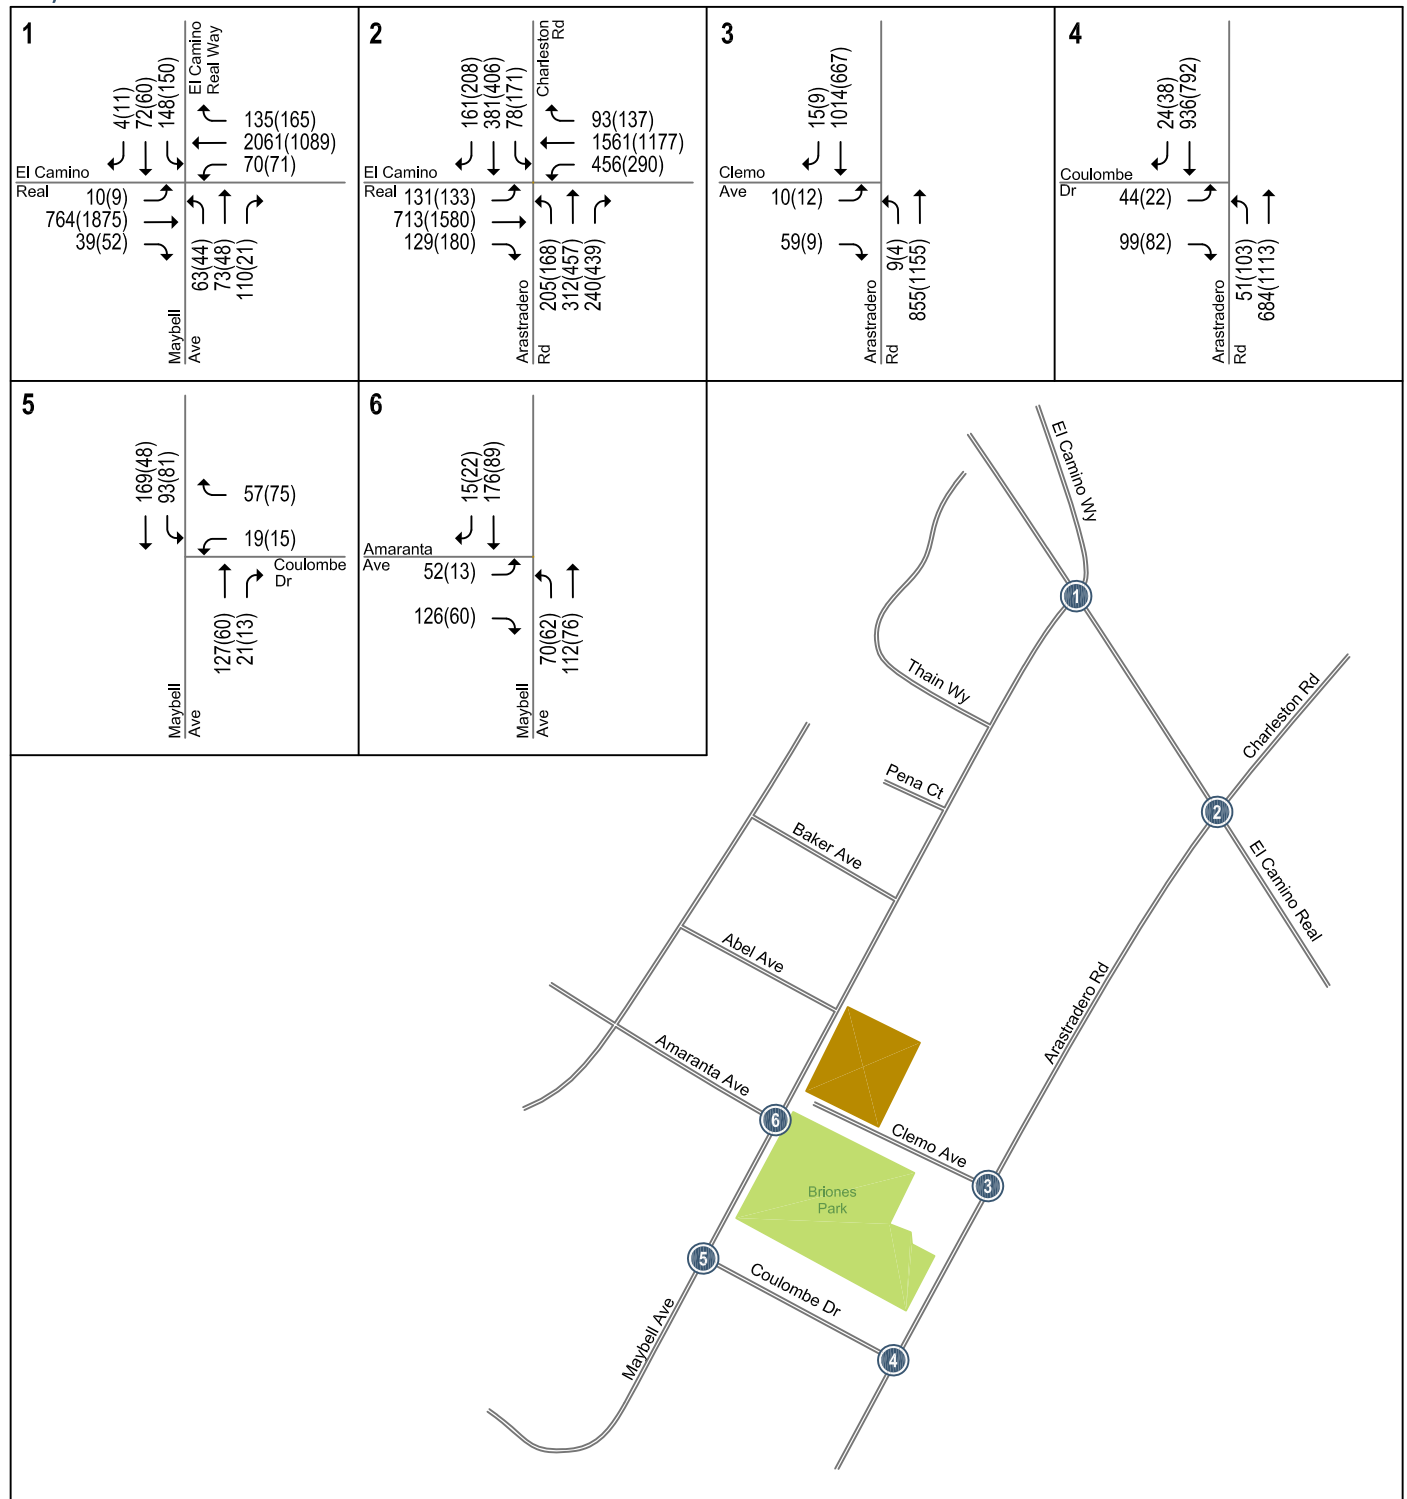 1
El Camino
Real Way
4(11)
72(60)
148(150)
135(165)
2061(1089)
70(71)
El Camino
Real
10(9)
764(1875)
39(52)
63(44)
73(48)
110(21)
Maybell
Ave
2
Charleston
Rd
161(208)
381(406)
78(171)
93(137)
1561(1177)
456(290)
El Camino
Real
131(133)
713(1580)
129(180)
205(168)
312(457)
240(439)
Arastradero
Rd
3
15(9)
1014(667)
Clemo
Ave
10(12)
59(9)
9(4)
855(1155)
Arastradero
Rd
4
24(38)
936(792)
Coulombe
Dr
44(22)
99(82)
51(103)
684(1113)
Arastradero
Rd
5
169(48)
93(81)
57(75)
19(15)
Coulombe
Dr
127(60)
21(13)
Maybell
Ave
6
15(22)
176(89)
Amaranta
Ave
52(13)
126(60)
70(62)
112(76)
Maybell
Ave
El Camino Wy
1
Thain Wy
Charleston Rd
Pena Ct
2
Baker Ave
El Camino Real
Abel Ave
Arastradero Rd
Amaranta Ave
6
Clemo Ave
3
Briones
Park
5
Coulombe Dr
Maybell Ave
4